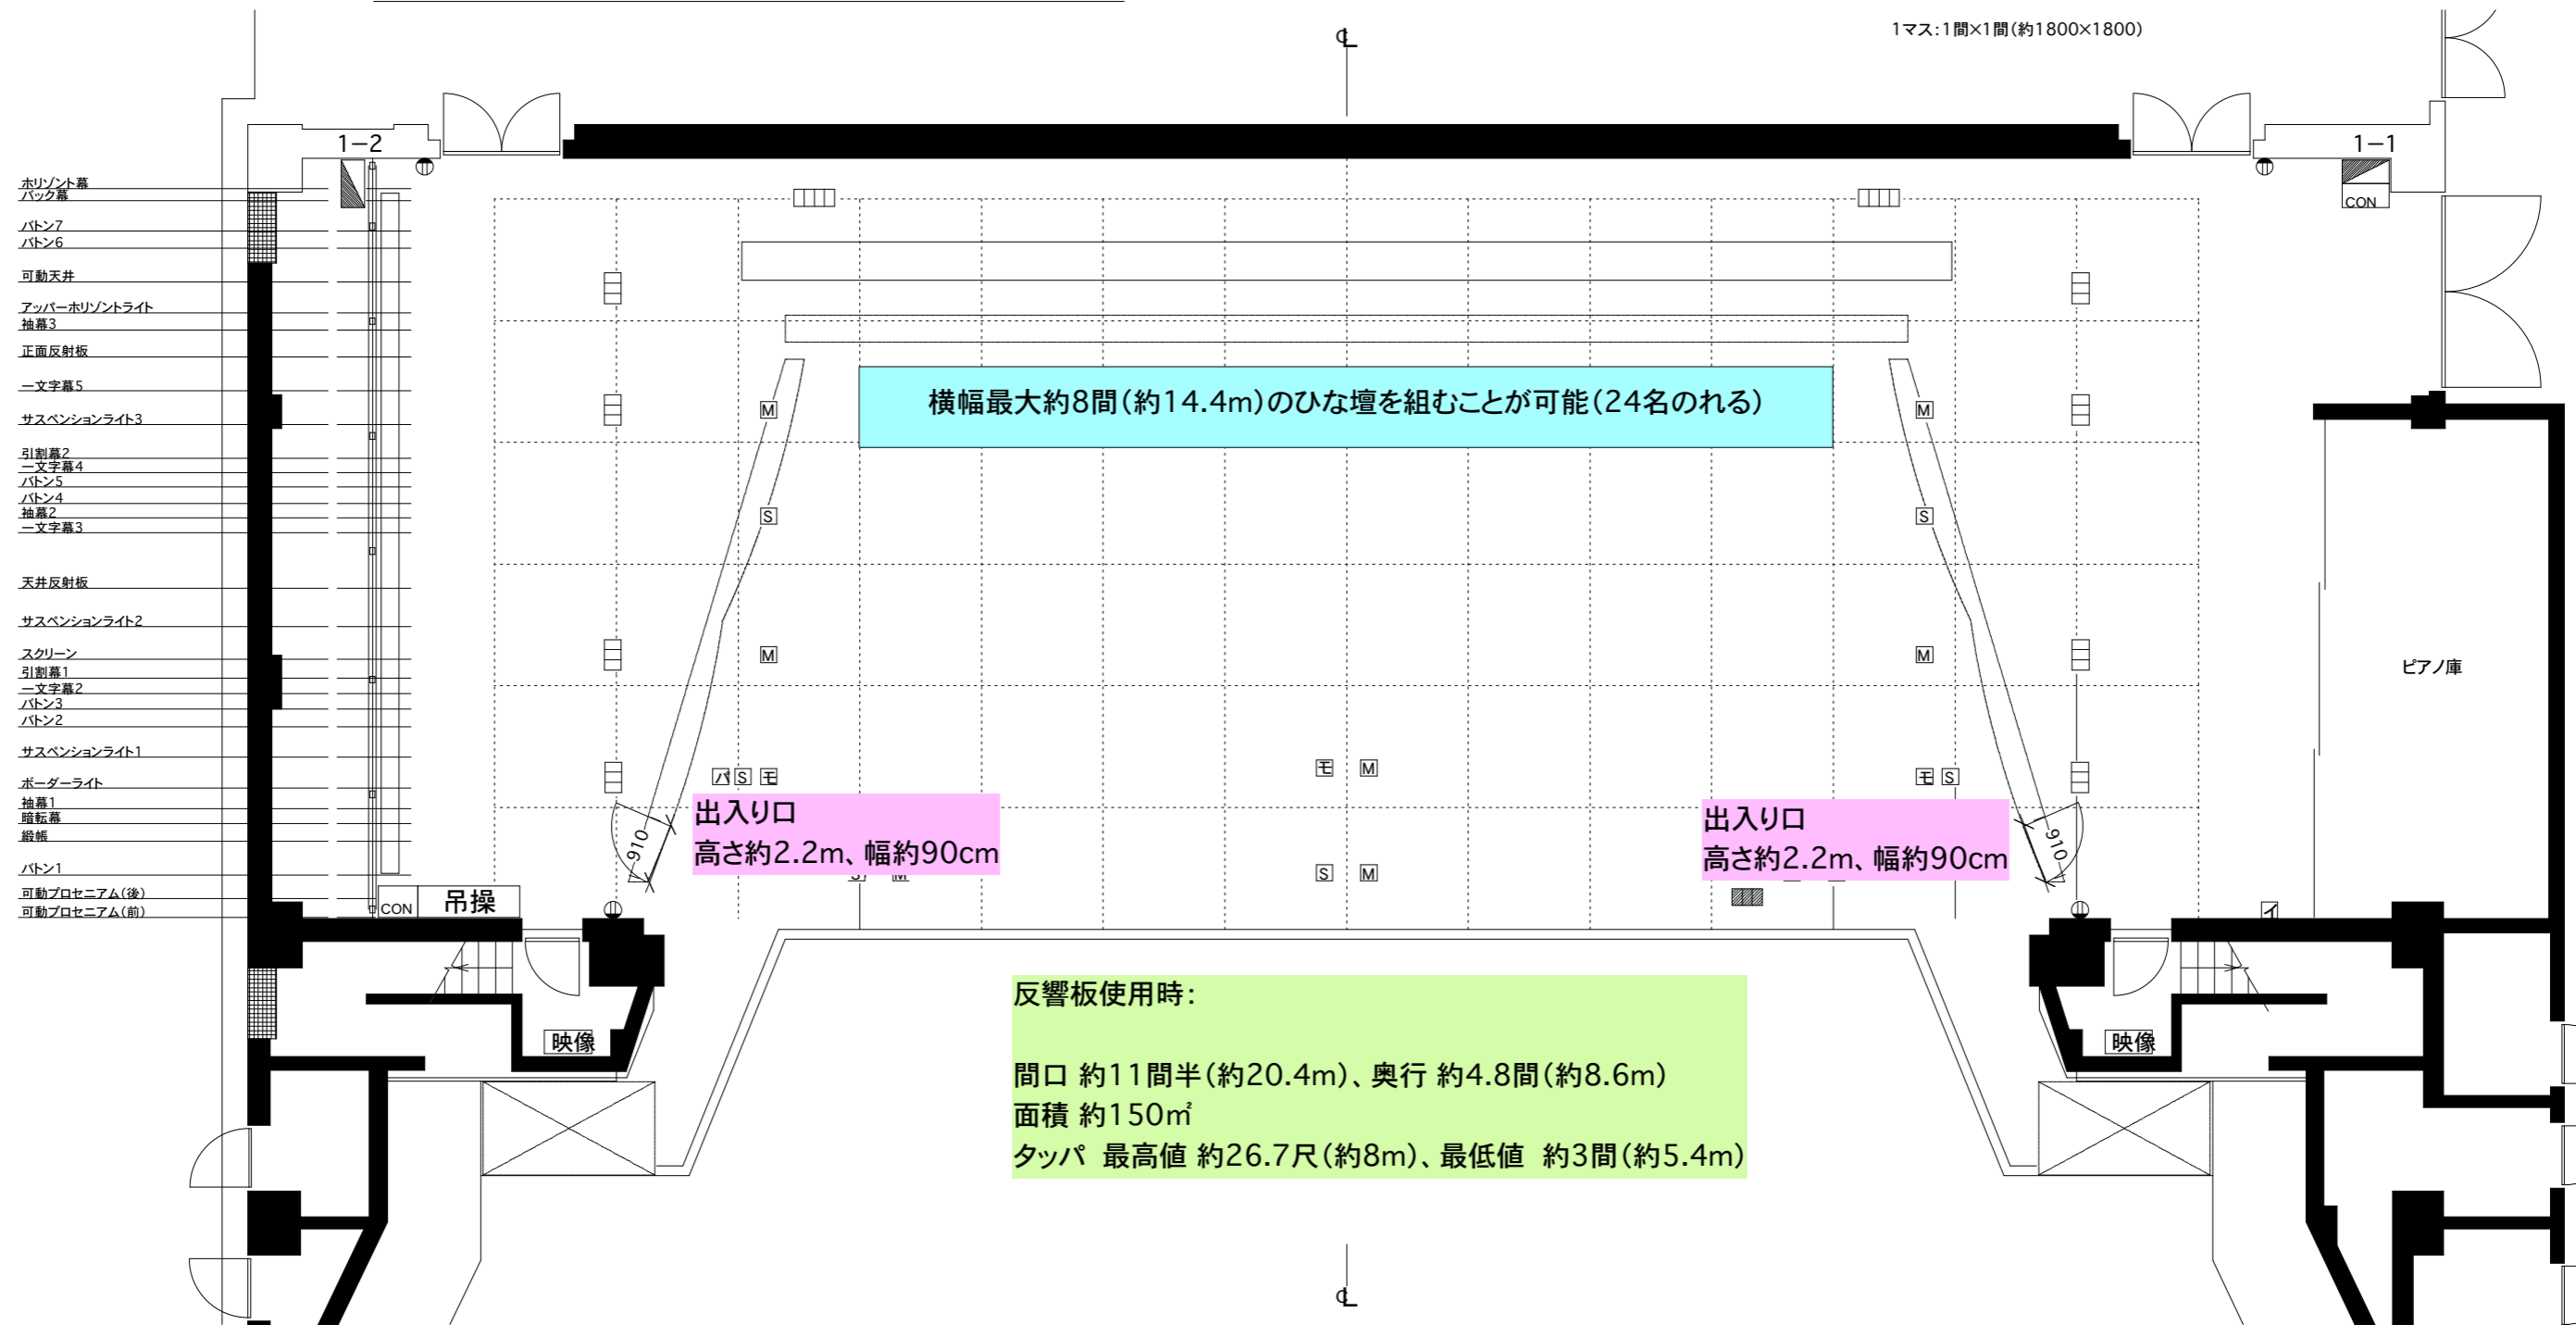 1マス:1間×1間(約1800×1800)
1-2
1-1
CON
ホリゾント幕
バック幕
バトン7
バトン6
可動天井
アッパーホリゾントライト
袖幕3
正面反射板
一文字幕5
サスペンションライト3
引割幕2
一文字幕4
バトン5
バトン4
袖幕2
一文字幕3
天井反射板
サスペンションライト2
スクリーン
引割幕1
一文字幕2
バトン3
バトン2
サスペンションライト1
ボーダーライト
袖幕1
暗転幕
緞帳
バトン1
可動プロセニアム(後)
可動プロセニアム(前)
横幅最大約8間(約14.4m)のひな壇を組むことが可能(24名のれる)
M
M
S
S
M
M
ピアノ庫
パ S モ
モ M
モ S
出入り口
高さ約2.2m、幅約90cm
出入り口
高さ約2.2m、幅約90cm
910
910
S M
CON
吊操
イ
映像
映像
反響板使用時:
間口 約11間半(約20.4m)、奥行 約4.8間(約8.6m)
面積 約150㎡
タッパ 最高値 約26.7尺(約8m)、最低値 約3間(約5.4m)